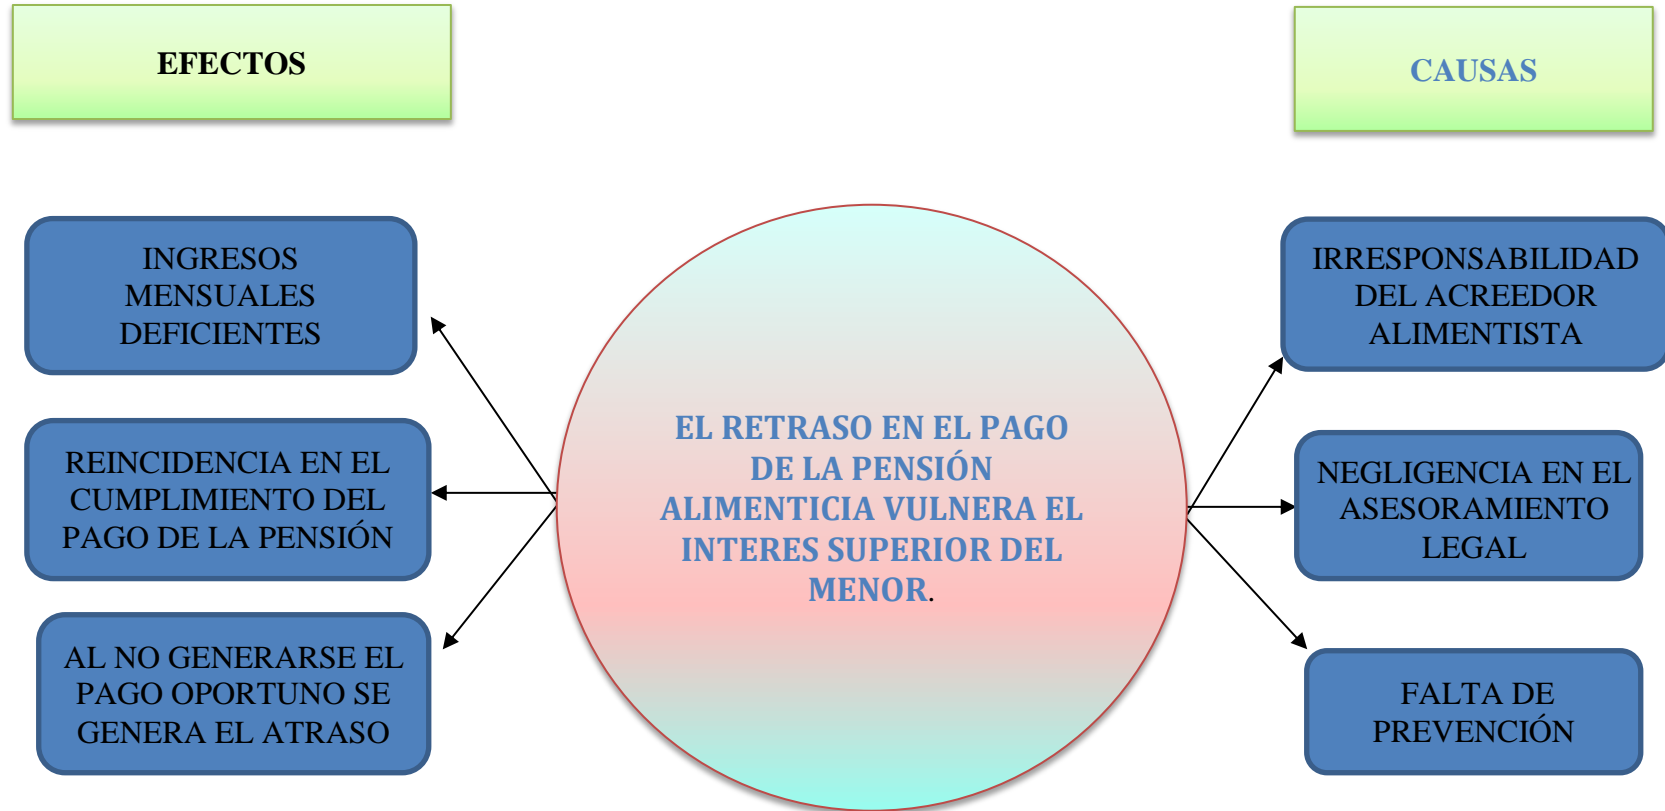 EFECTOS
CAUSAS
INGRESOS
MENSUALES
DEFICIENTES
REINCIDENCIA EN EL
CUMPLIMIENTO DEL
PAGO DE LA PENSIÓN
AL NO GENERARSE EL
PAGO OPORTUNO SE
GENERA EL ATRASO
EL RETRASO EN EL PAGO
DE LA PENSIÓN
ALIMENTICIA VULNERA EL
INTERES SUPERIOR DEL
MENOR.
IRRESPONSABILIDAD
DEL ACREEDOR
ALIMENTISTA
NEGLIGENCIA EN EL
ASESORAMIENTO
LEGAL
FALTA DE
PREVENCIÓN